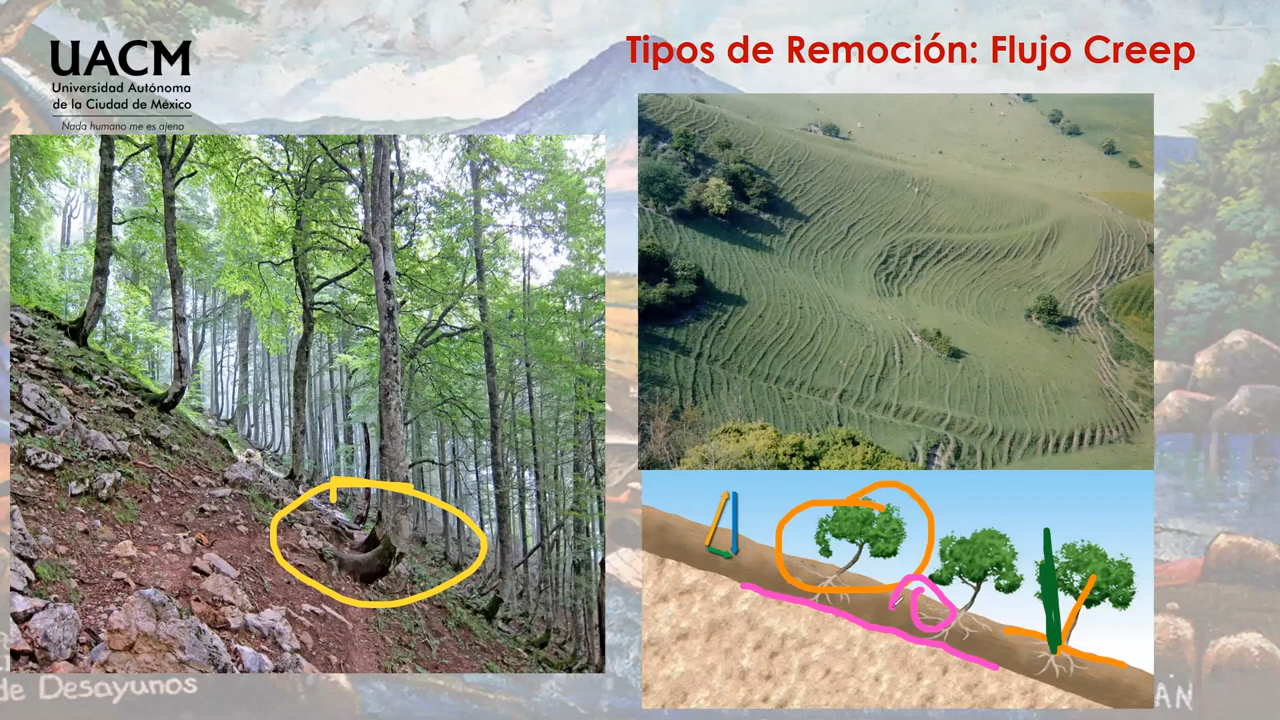 UACM
Universidad Autónoma
de la Ciudad de México
Nada humano me es ajeno
Tipos de Remoción: Flujo Creep
de Desayunos
AN